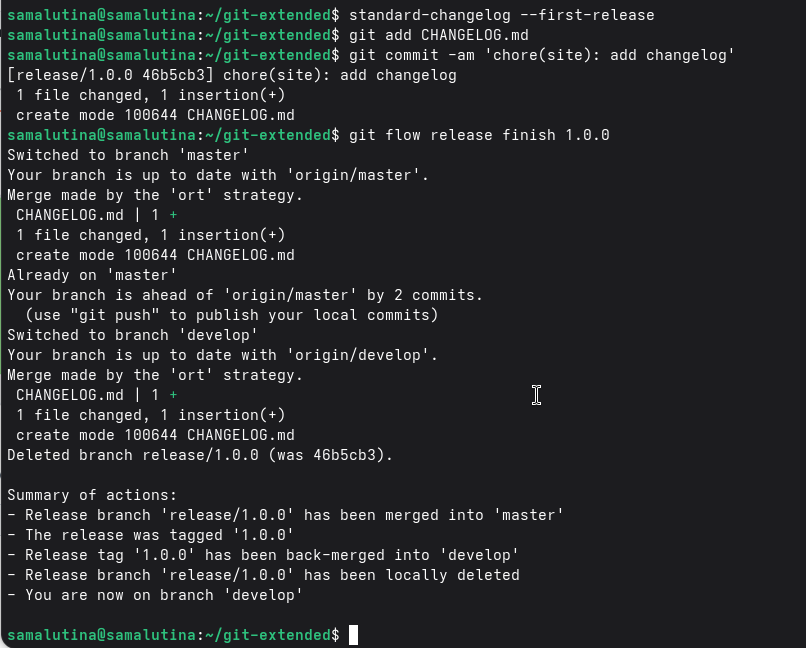 samalutina@samalutina:~/git-extended$ standard-changelog --first-release
samalutina@samalutina:~/git-extended$ git add CHANGELOG.md
samalutina@samalutina:~/git-extended$ git commit -am 'chore(site): add changelog'
[release/1.0.0 46b5cb3] chore(site): add changelog
 1 file changed, 1 insertion(+)
 create mode 100644 CHANGELOG.md
samalutina@samalutina:~/git-extended$ git flow release finish 1.0.0
Switched to branch 'master'
Your branch is up to date with 'origin/master'.
Merge made by the 'ort' strategy.
 CHANGELOG.md | 1 +
 1 file changed, 1 insertion(+)
 create mode 100644 CHANGELOG.md
Already on 'master'
Your branch is ahead of 'origin/master' by 2 commits.
  (use "git push" to publish your local commits)
Switched to branch 'develop'
Your branch is up to date with 'origin/develop'.
Merge made by the 'ort' strategy.
 CHANGELOG.md | 1 +
 1 file changed, 1 insertion(+)
 create mode 100644 CHANGELOG.md
Deleted branch release/1.0.0 (was 46b5cb3).

Summary of actions:
- Release branch 'release/1.0.0' has been merged into 'master'
- The release was tagged '1.0.0'
- Release tag '1.0.0' has been back-merged into 'develop'
- Release branch 'release/1.0.0' has been locally deleted
- You are now on branch 'develop'

samalutina@samalutina:~/git-extended$